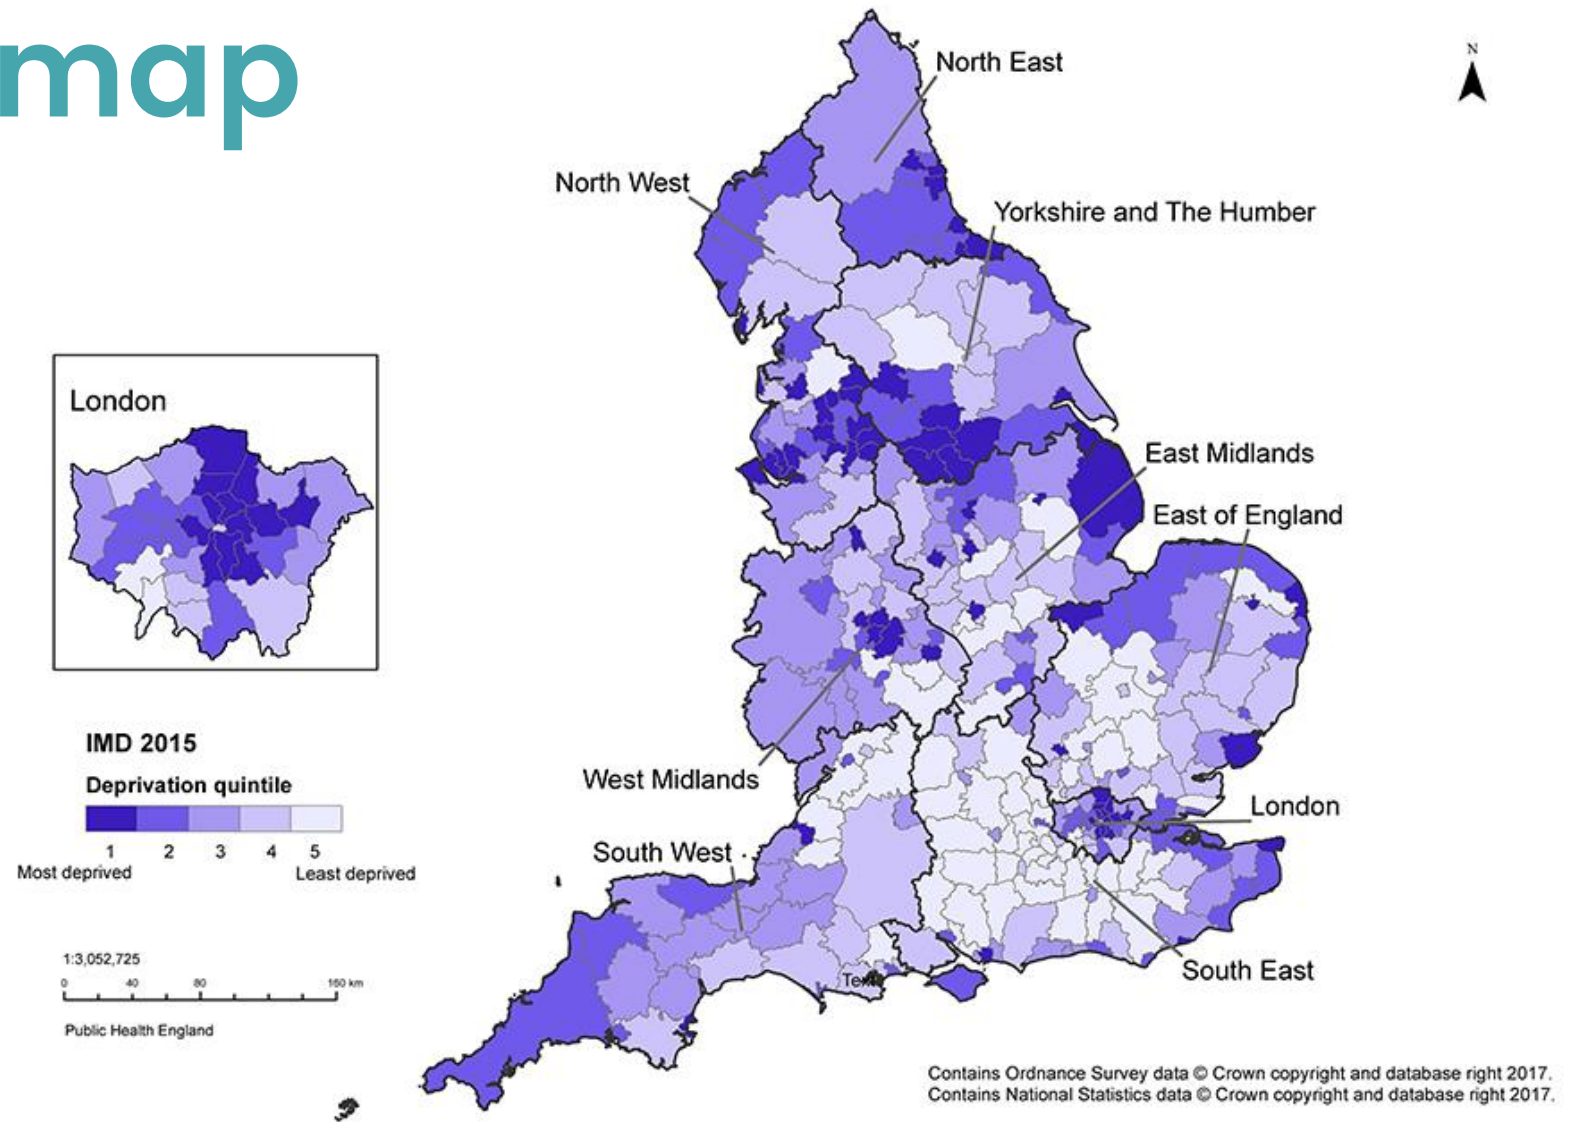 map
North East
N
North West
Yorkshire and The Humber
London
East Midlands
East of England
IMD 2015
Deprivation quintile
1 2 3 4 5
Most deprived Least deprived
West Midlands
London
South West
South East
1:3,052,725
0 40 80 160 km
Public Health England
Contains Ordnance Survey data © Crown copyright and database right 2017.
Contains National Statistics data © Crown copyright and database right 2017.